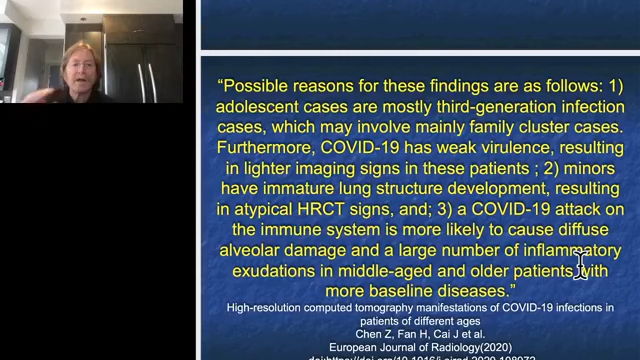 “Possible reasons for these findings are as follows: 1)
adolescent cases are mostly third-generation infection
cases, which may involve mainly family cluster cases.
Furthermore, COVID-19 has weak virulence, resulting
in lighter imaging signs in these patients ; 2) minors
have immature lung structure development, resulting
in atypical HRCT signs, and; 3) a COVID-19 attack on
the immune system is more likely to cause diffuse
alveolar damage and a large number of inflammatory
exudations in middle-aged and older patients with
more baseline diseases.”
High-resolution computed tomography manifestations of COVID-19 infections in
patients of different ages
Chen Z, Fan H, Cai J et al.
European Journal of Radiology(2020)